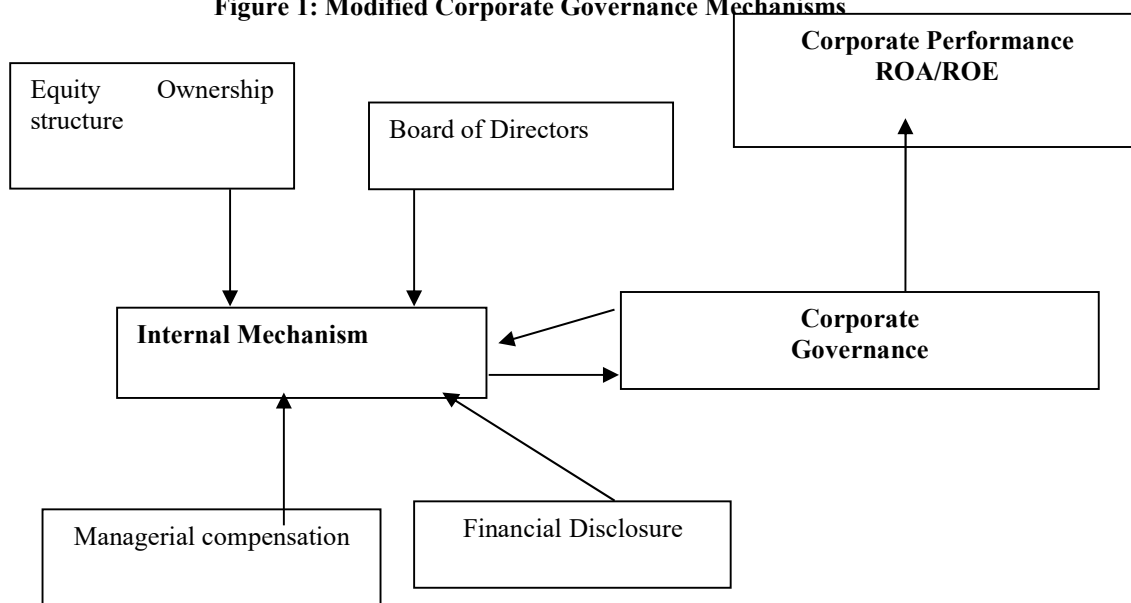 Figure 1: Modified Corporate Governance Mechanisms
Corporate Performance
ROA/ROE
Equity Ownership
structure
Board of Directors
Internal Mechanism
Corporate
Governance
Managerial compensation
Financial Disclosure